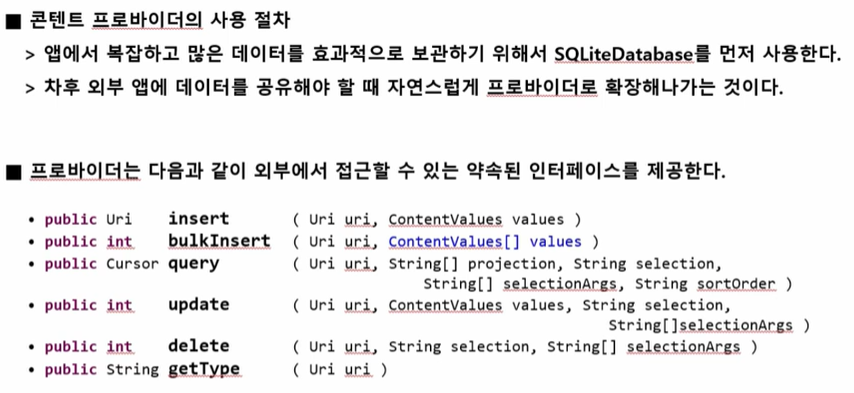 ■ 콘텐트 프로바이더의 사용 절차
> 앱에서 복잡하고 많은 데이터를 효과적으로 보관하기 위해서 SQLiteDatabase를 먼저 사용한다.
> 차후 외부 앱에 데이터를 공유해야 할 때 자연스럽게 프로바이더로 확장해나가는 것이다.
■ 프로바이더는 다음과 같이 외부에서 접근할 수 있는 약속된 인터페이스를 제공한다.
• public Uri insert ( Uri uri, ContentValues values )
• public int bulkInsert ( Uri uri, ContentValues[] values )
• public Cursor query ( Uri uri, String[] projection, String selection,
String[] selectionArgs, String sortOrder )
• public int update ( Uri uri, ContentValues values, String selection,
String[]selectionArgs )
• public int delete ( Uri uri, String selection, String[] selectionArgs )
• public String getType ( Uri uri )